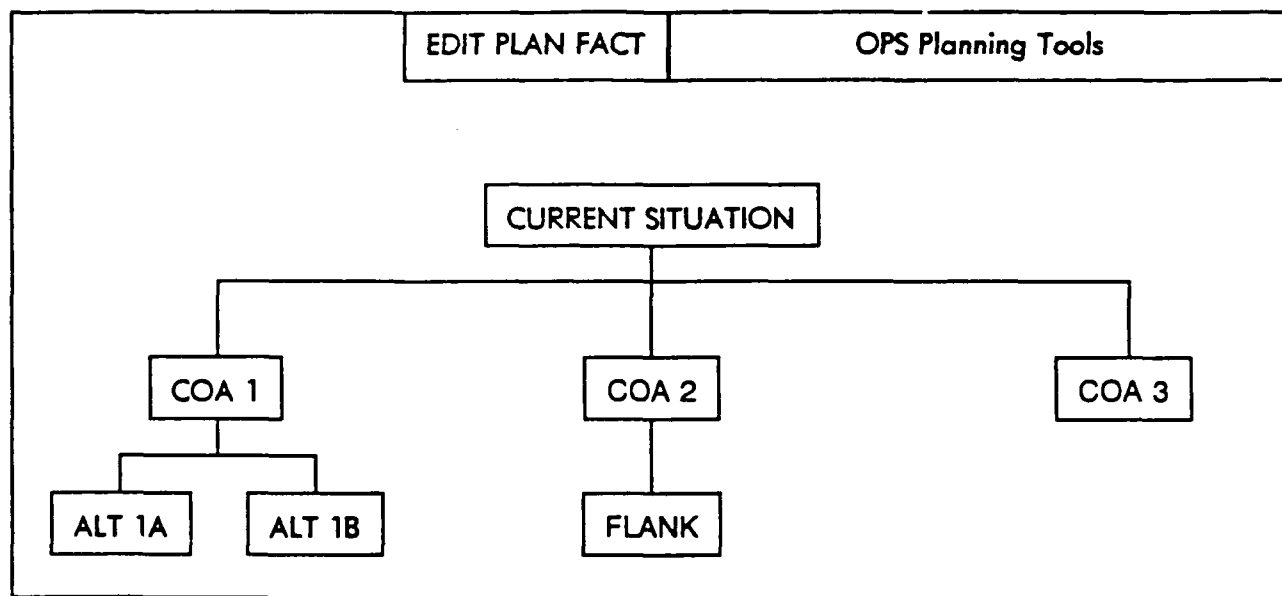 EDIT PLAN FACT
OPS Planning Tools
CURRENT SITUATION
COA 1
COA 2
COA 3
ALT 1A
ALT 1B
FLANK